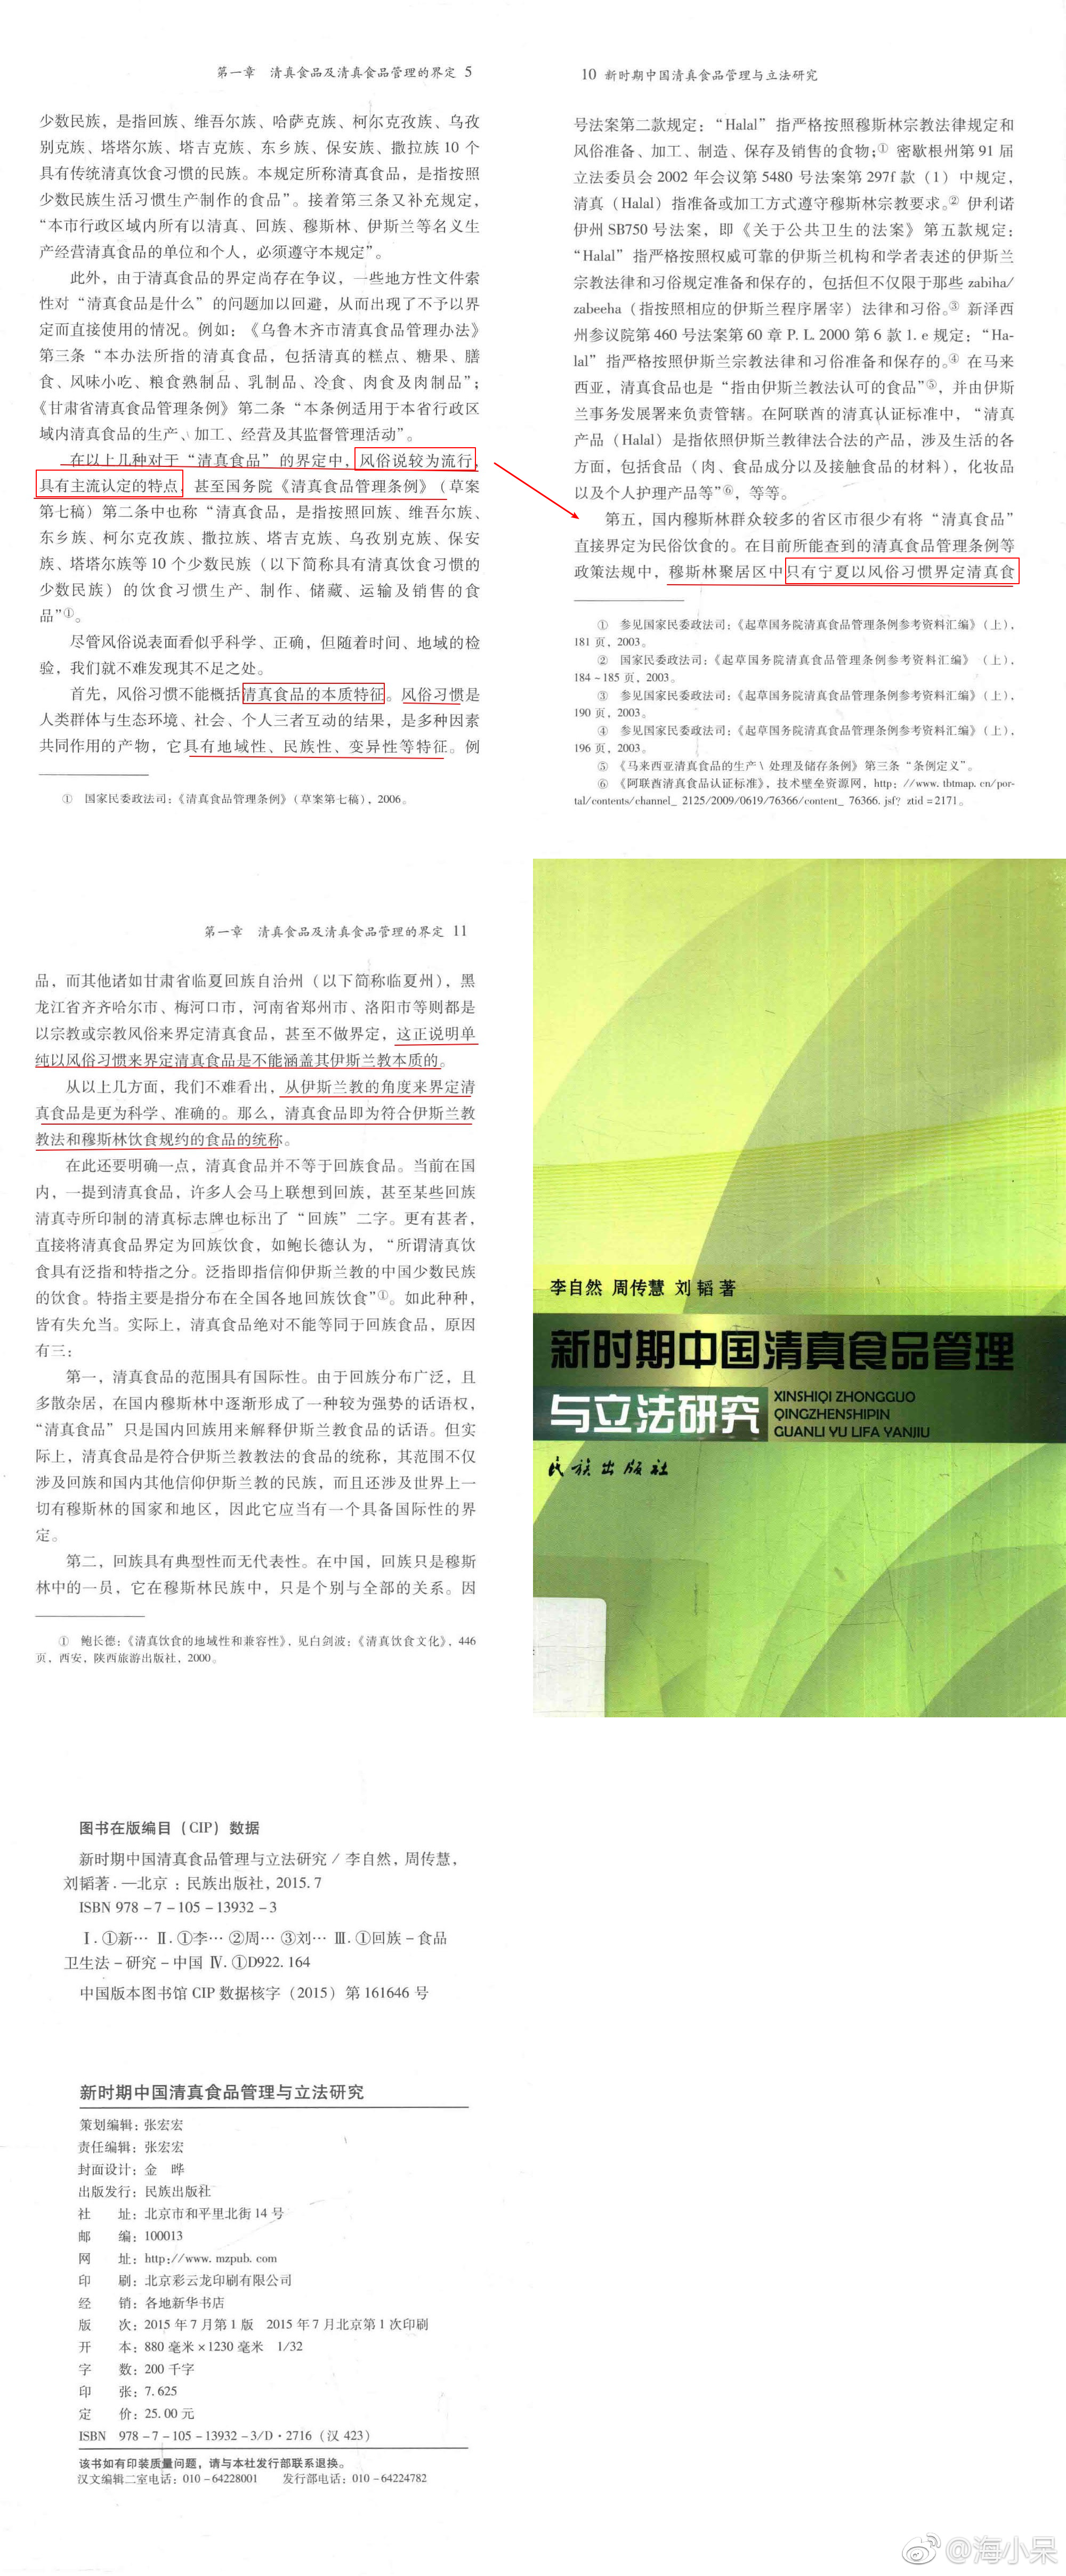 第一章 清真食品及清真食品管理的界定 5
少数民族，是指回族、维吾尔族、哈萨克族、柯尔克孜族、乌孜
别克族、塔塔尔族、塔吉克族、东乡族、保安族、撒拉族 10 个
具有传统清真饮食习惯的民族。本规定所称清真食品，是指按照
少数民族生活习惯生产制作的食品”。接着第三条又补充规定，
“本市行政区域内所有以清真、回族、穆斯林、伊斯兰等名义生
产经营清真食品的单位和个人，必须遵守本规定”。
此外，由于清真食品的界定尚存在争议，一些地方性文件索
性对“清真食品是什么”的问题加以回避，从而出现了不予以界
定而直接使用的情况。例如：《乌鲁木齐市清真食品管理办法》
第三条“本办法所指的清真食品，包括清真的糕点、糖果、膳
食、风味小吃、粮食熟制品、乳制品、冷食、肉食及肉制品”；
《甘肃省清真食品管理条例》第二条“本条例适用于本省行政区
域内清真食品的生产、加工、经营及其监督管理活动”。
在以上几种对于“清真食品”的界定中，风俗说较为流行，
具有主流认定的特点，甚至国务院《清真食品管理条例》（草案
第七稿）第二条中也称“清真食品，是指按照回族、维吾尔族、
东乡族、柯尔克孜族、撒拉族、塔吉克族、乌孜别克族、保安
族、塔塔尔族等 10 个少数民族（以下简称具有清真饮食习惯的
少数民族）的饮食习惯生产、制作、储藏、运输及销售的食
品”①。
尽管风俗说表面看似乎科学、正确，但随着时间、地域的检
验，我们就不难发现其不足之处。
首先，风俗习惯不能概括清真食品的本质特征。风俗习惯是
人类群体与生态环境、社会、个人三者互动的结果，是多种因素
共同作用的产物，它具有地域性、民族性、变异性等特征。例
① 国家民委政法司：《清真食品管理条例》（草案第七稿），2006。
10 新时期中国清真食品管理与立法研究
号法案第二款规定：“Halal”指严格按照穆斯林宗教法律规定和
风俗准备、加工、制造、保存及销售的食物；① 密歇根州第 91 届
立法委员会 2002 年会议第 5480 号法案第 297f 款（1）中规定，
清真（Halal）指准备或加工方式遵守穆斯林宗教要求。② 伊利诺
伊州 SB750 号法案，即《关于公共卫生的法案》第五款规定：
“Halal”指严格按照权威可靠的伊斯兰机构和学者表述的伊斯兰
宗教法律和习俗规定准备和保存的，包括但不仅限于那些 zabiha/
zabeeha（指按照相应的伊斯兰程序屠宰）法律和习俗。③ 新泽西
州参议院第 460 号法案第 60 章 P. L. 2000 第 6 款 1. e 规定：“Ha-
lal”指严格按照伊斯兰宗教法律和习俗准备和保存的。④ 在马来
西亚，清真食品也是“指由伊斯兰教法认可的食品”⑤，并由伊斯
兰事务发展署来负责管辖。在阿联酋的清真认证标准中，“清真
产品（Halal）是指依照伊斯兰教律法合法的产品，涉及生活的各
方面，包括食品（肉、食品成分以及接触食品的材料），化妆品
以及个人护理产品等”⑥，等等。
第五，国内穆斯林群众较多的省区市很少有将“清真食品”
直接界定为民俗饮食的。在目前所能查到的清真食品管理条例等
政策法规中，穆斯林聚居区中只有宁夏以风俗习惯界定清真食
① 参见国家民委政法司：《起草国务院清真食品管理条例参考资料汇编》（上），
181 页，2003。
② 国家民委政法司：《起草国务院清真食品管理条例参考资料汇编》（上），
184～185 页，2003。
③ 参见国家民委政法司：《起草国务院清真食品管理条例参考资料汇编》（上），
190 页，2003。
④ 参见国家民委政法司：《起草国务院清真食品管理条例参考资料汇编》（上），
196 页，2003。
⑤ 《马来西亚清真食品的生产\处理及储存条例》第三条“条例定义”。
⑥ 《阿联酋清真食品认证标准》，技术壁垒资源网，http：//www. tbtmap. cn/por-
tal/contents/channel_ 2125/2009/0619/76366/content_ 76366. jsf? ztid =2171。
第一章 清真食品及清真食品管理的界定 11
品，而其他诸如甘肃省临夏回族自治州（以下简称临夏州），黑
龙江省齐齐哈尔市、梅河口市，河南省郑州市、洛阳市等则都是
以宗教或宗教风俗来界定清真食品，甚至不做界定，这正说明单
纯以风俗习惯来界定清真食品是不能涵盖其伊斯兰教本质的。
从以上几方面，我们不难看出，从伊斯兰教的角度来界定清
真食品是更为科学、准确的。那么，清真食品即为符合伊斯兰教
教法和穆斯林饮食规约的食品的统称。
在此还要明确一点，清真食品并不等于回族食品。当前在国
内，一提到清真食品，许多人会马上联想到回族，甚至某些回族
清真寺所印制的清真标志牌也标出了“回族”二字。更有甚者，
直接将清真食品界定为回族饮食，如鲍长德认为，“所谓清真饮
食具有泛指和特指之分。泛指即指信仰伊斯兰教的中国少数民族
的饮食。特指主要是指分布在全国各地回族饮食”①。如此种种，
皆有失允当。实际上，清真食品绝对不能等同于回族食品，原因
有三：
第一，清真食品的范围具有国际性。由于回族分布广泛，且
多散杂居，在国内穆斯林中逐渐形成了一种较为强势的话语权，
“清真食品”只是国内回族用来解释伊斯兰教食品的话语。但实
际上，清真食品是符合伊斯兰教教法的食品的统称，其范围不仅
涉及回族和国内其他信仰伊斯兰教的民族，而且还涉及世界上一
切有穆斯林的国家和地区，因此它应当有一个具备国际性的界
定。
第二，回族具有典型性而无代表性。在中国，回族只是穆斯
林中的一员，它在穆斯林民族中，只是个别与全部的关系。因
① 鲍长德：《清真饮食的地域性和兼容性》，见白剑波：《清真饮食文化》，446
页，西安，陕西旅游出版社，2000。
李自然 周传慧 刘韬 著
新时期中国清真食品管理
与立法研究
XINSHIQI ZHONGGUO
QINGZHENSHIPIN
GUANLI YU LIFA YANJIU
民族出版社
图书在版编目（CIP）数据
新时期中国清真食品管理与立法研究 / 李自然，周传慧，
刘韬著．—北京：民族出版社，2015.7
ISBN 978－7－105－13932－3
Ⅰ.①新… Ⅱ.①李… ②周… ③刘… Ⅲ.①回族－食品
卫生法－研究－中国 Ⅳ.①D922.164
中国版本图书馆 CIP 数据核字（2015）第 161646 号
新时期中国清真食品管理与立法研究
策划编辑：张宏宏
责任编辑：张宏宏
封面设计：金 晔
出版发行：民族出版社
社 址：北京市和平里北街 14 号
邮 编：100013
网 址：http://www. mzpub. com
印 刷：北京彩云龙印刷有限公司
经 销：各地新华书店
版 次：2015 年 7 月第 1 版 2015 年 7 月北京第 1 次印刷
开 本：880 毫米×1230 毫米 1/32
字 数：200 千字
印 张：7.625
定 价：25.00 元
ISBN 978－7－105－13932－3/D·2716（汉 423）
该书如有印装质量问题，请与本社发行部联系退换。
汉文编辑二室电话：010－64228001 发行部电话：010－64224782
@海小呆